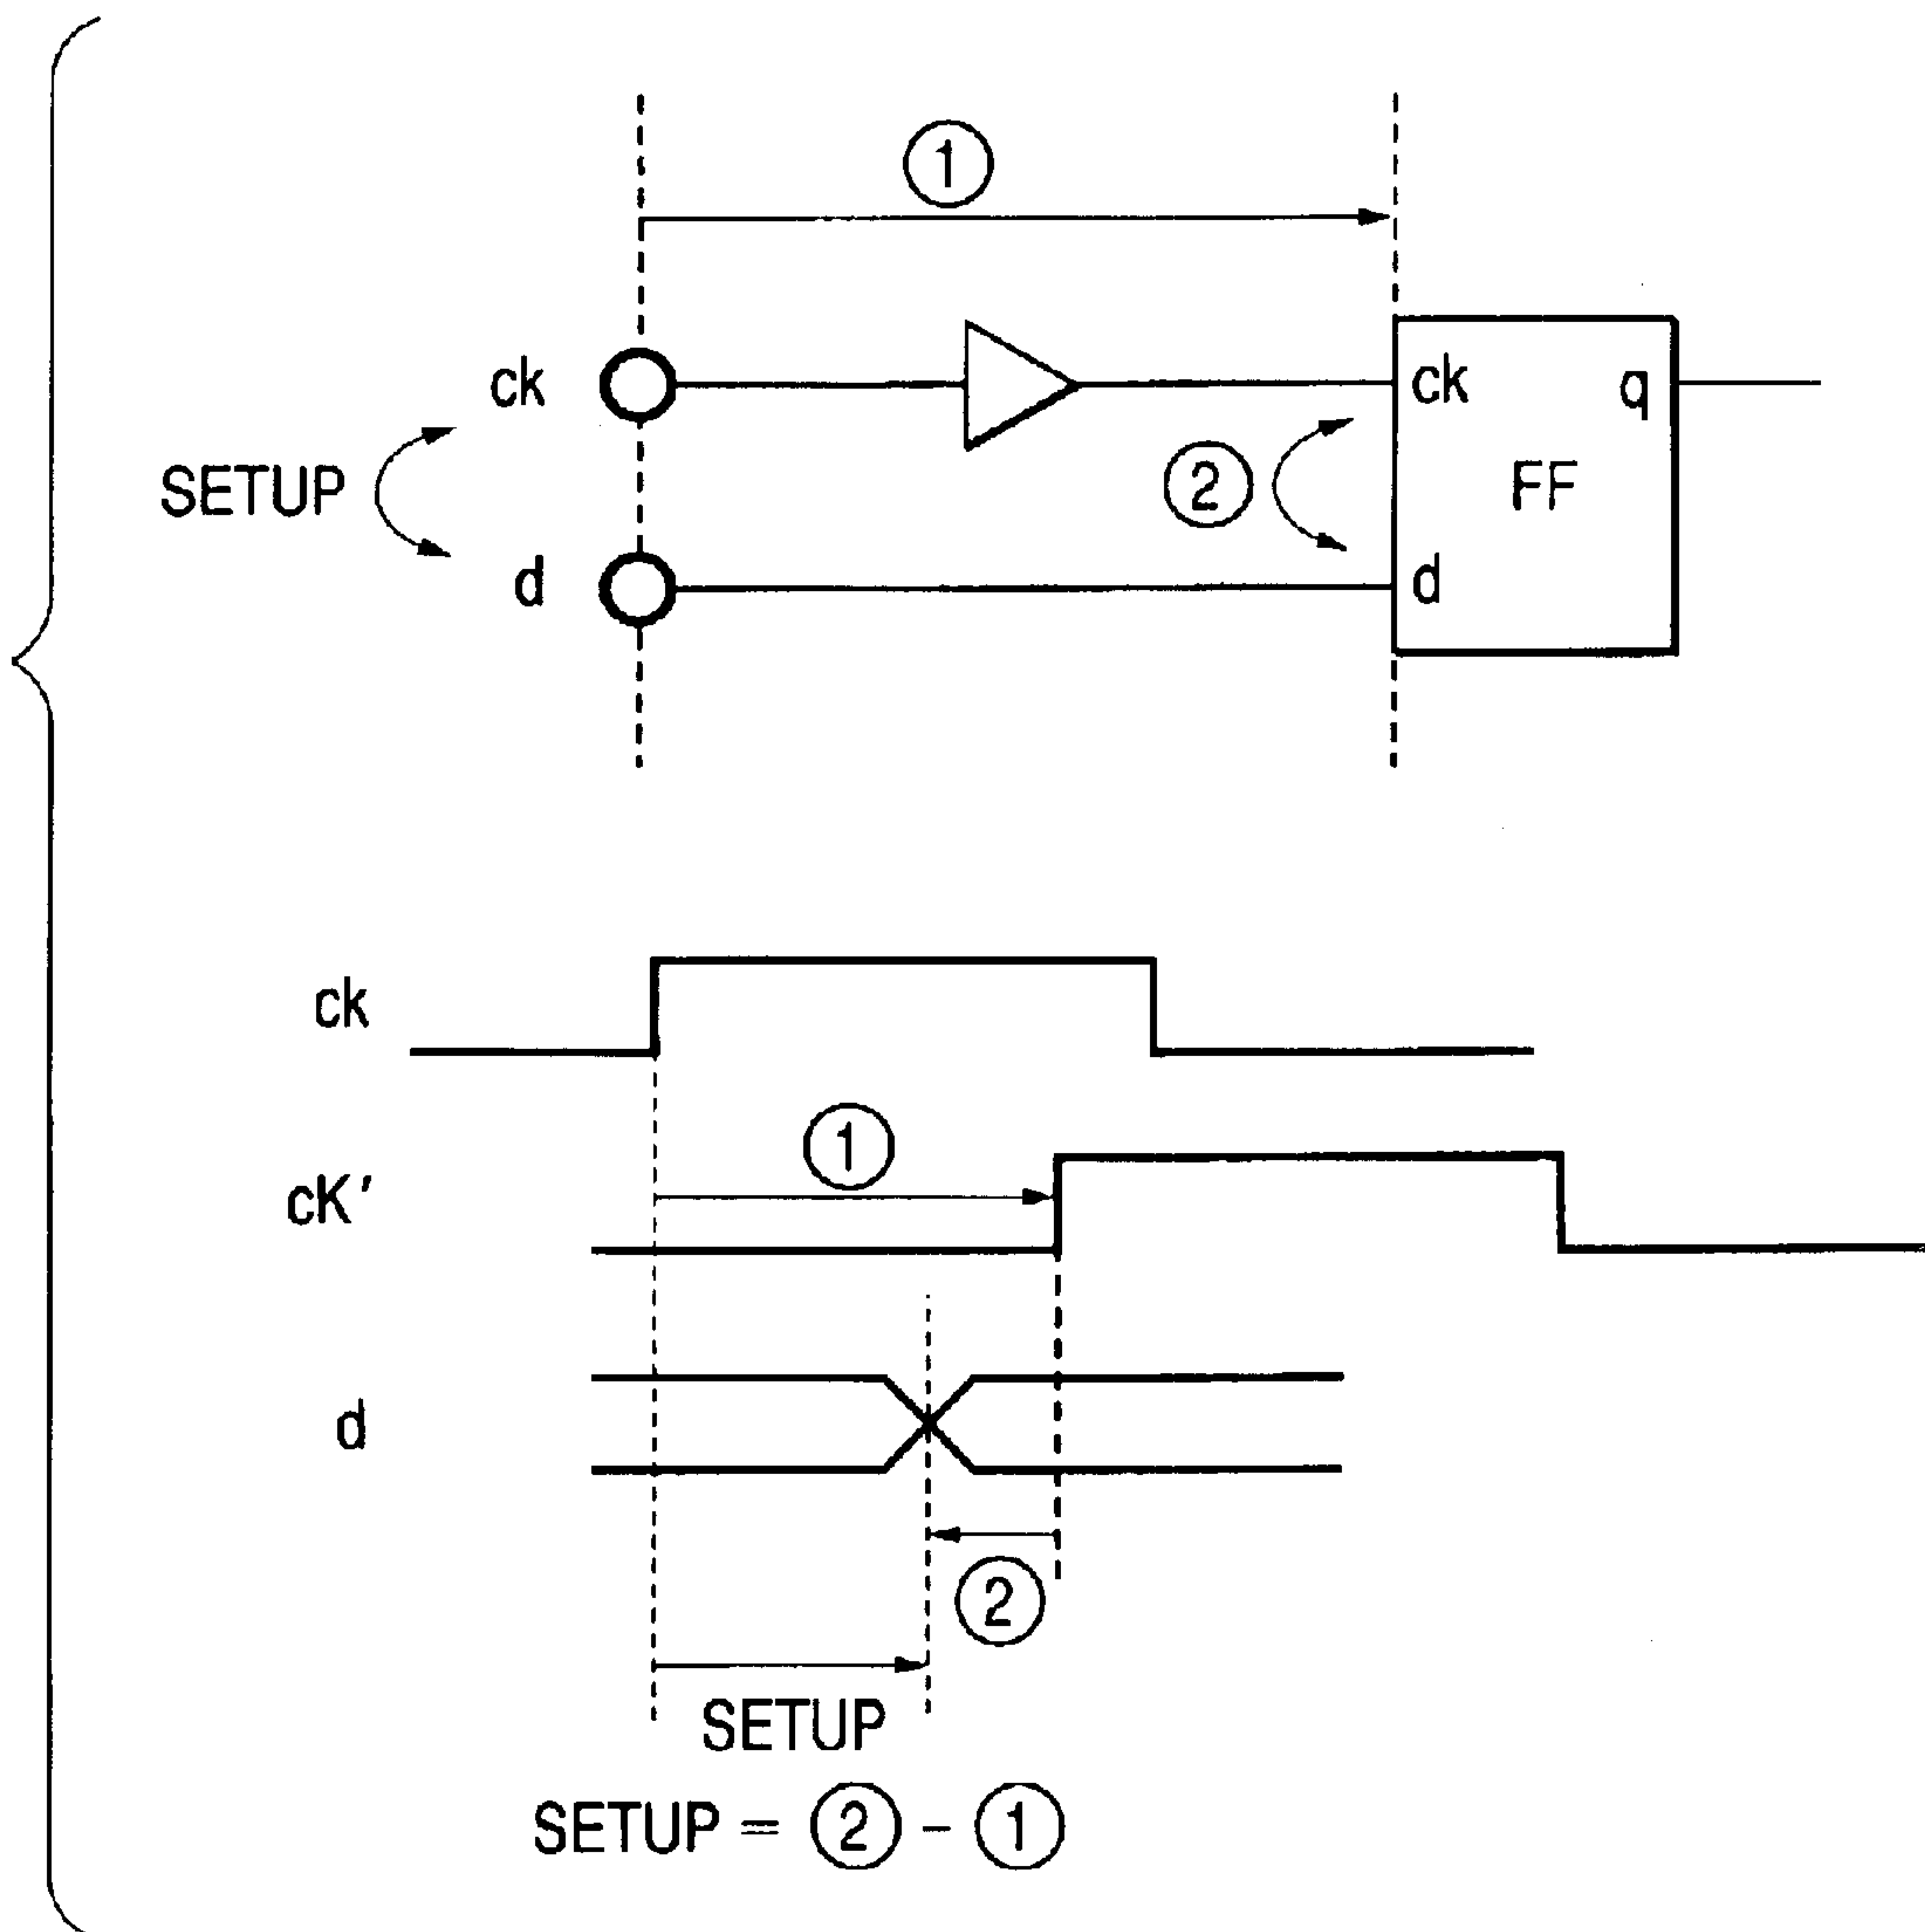 ①
ck
ck
q
SETUP
②
FF
d
d
ck
①
cK'
d
②
SETUP
SETUP = ② - ①